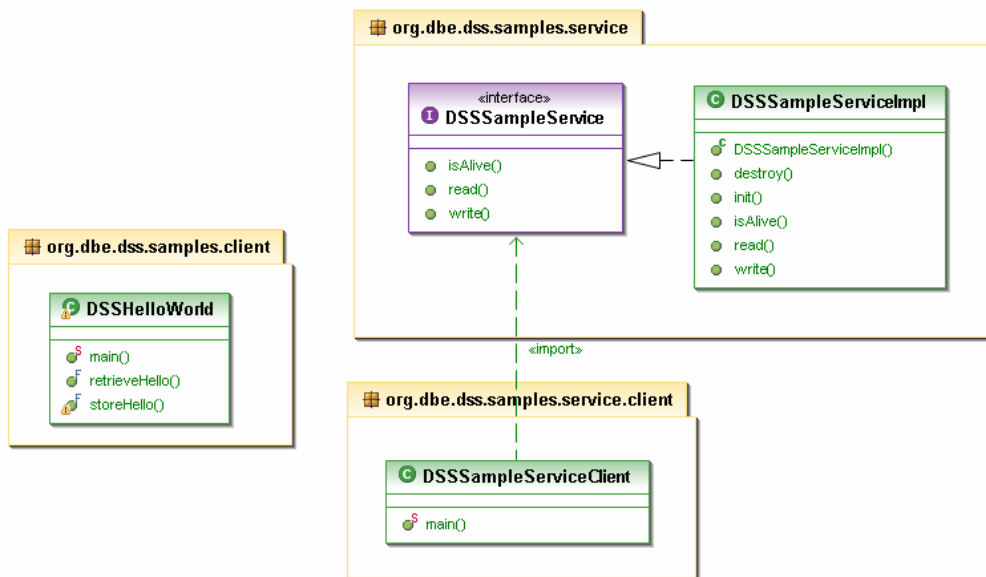 org.dbe.dss.samples.service
«interface»
I DSSSampleService
isAlive()
read()
write()
C DSSSampleServiceImpl
C DSSSampleServiceImpl()
destroy()
init()
isAlive()
read()
write()
org.dbe.dss.samples.client
C DSSHelloWorld
S main()
F retrieveHello()
F storeHello()
«import»
org.dbe.dss.samples.service.client
C DSSSampleServiceClient
S main()